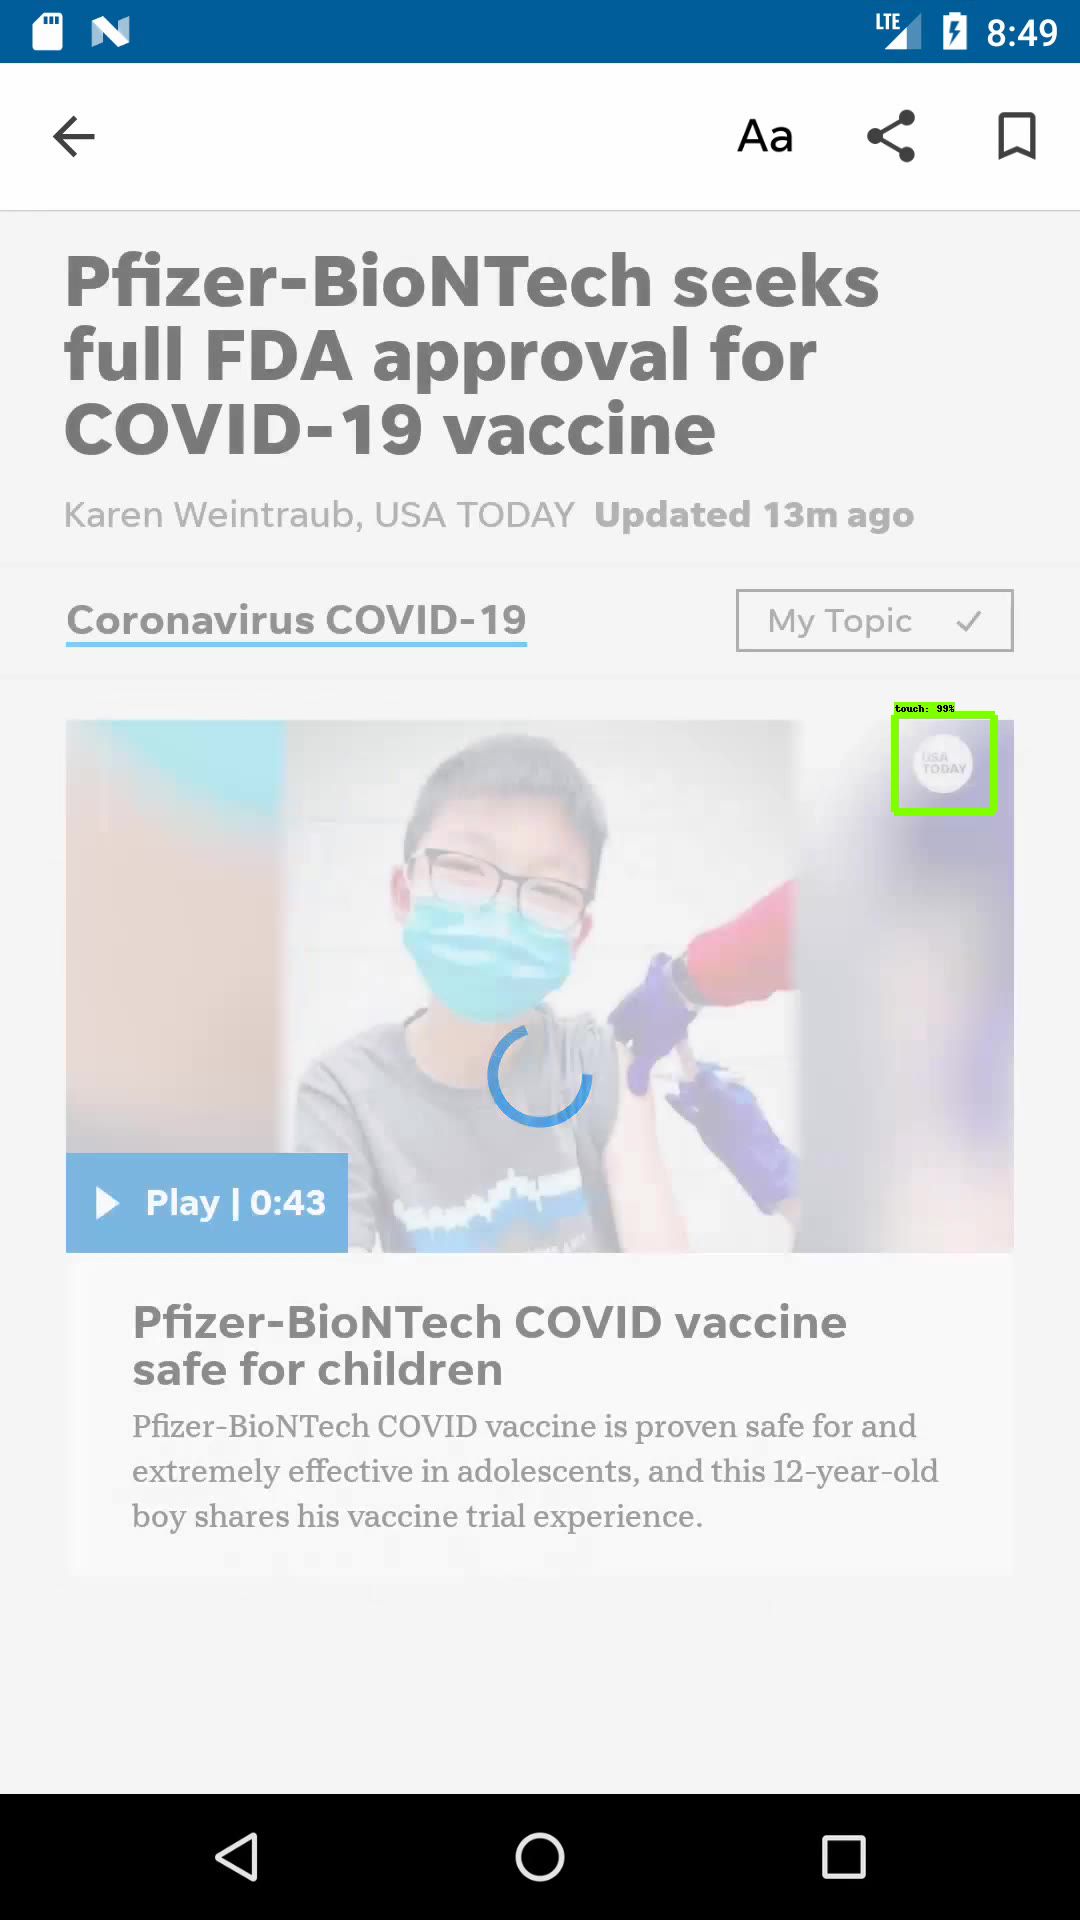 LTE 8:49
Aa
Pfizer-BioNTech seeks
full FDA approval for
COVID-19 vaccine
Karen Weintraub, USA TODAY Updated 13m ago
Coronavirus COVID-19 My Topic
touch: 99%
USA
TODAY
Play | 0:43
Pfizer-BioNTech COVID vaccine
safe for children
Pfizer-BioNTech COVID vaccine is proven safe for and
extremely effective in adolescents, and this 12-year-old
boy shares his vaccine trial experience.